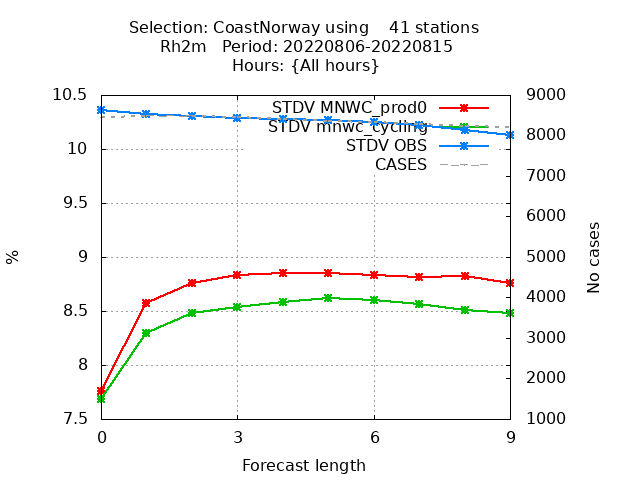 Selection: CoastNorway using    41 stations
Rh2m   Period: 20220806-20220815
Hours: {All hours}
10.5
10
9.5
9
8.5
8
7.5
%
STDV MNWC_prod0
STDV mnwc_cycling
STDV OBS
CASES
9000
8000
7000
6000
5000
4000
3000
2000
1000
No cases
0 3 6 9
Forecast length